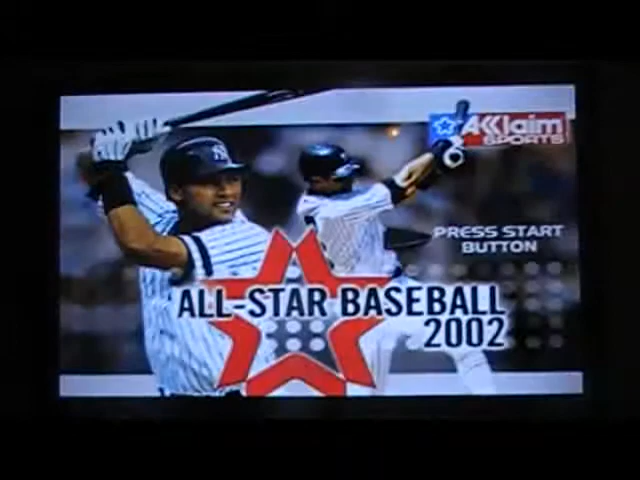 Acclaim
SPORTS
PRESS START
BUTTON
ALL-STAR BASEBALL
2002